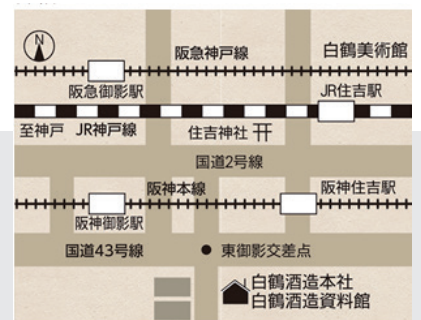 N
阪急神戸線
白鶴美術館
阪急御影駅
JR住吉駅
至神戸 JR神戸線
住吉神社
国道2号線
阪神本線
阪神住吉駅
阪神御影駅
国道43号線
東御影交差点
白鶴酒造本社
白鶴酒造資料館